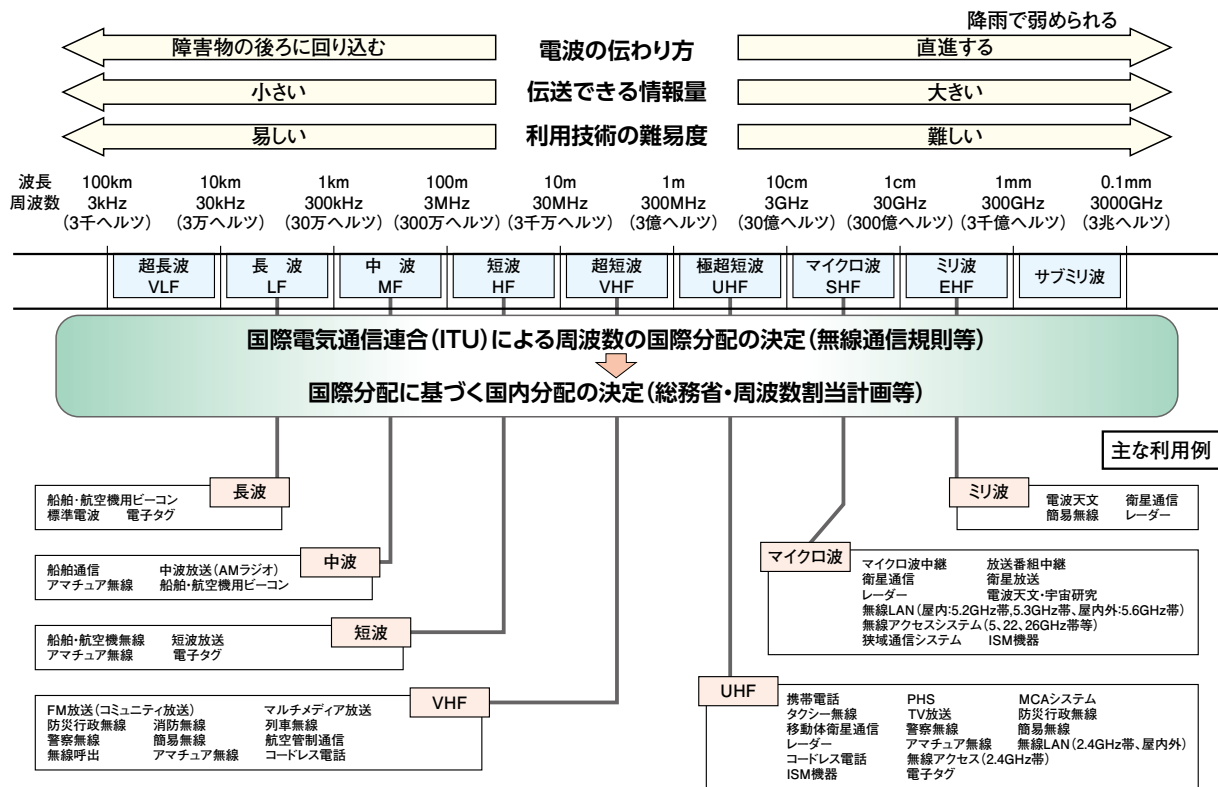 降雨で弱められる
障害物の後ろに回り込む 電波の伝わり方 直進する
小さい 伝送できる情報量 大きい
易しい 利用技術の難易度 難しい
波長 100km 10km 1km 100m 10m 1m 10cm 1cm 1mm 0.1mm
周波数 3kHz 30kHz 300kHz 3MHz 30MHz 300MHz 3GHz 30GHz 300GHz 3000GHz
(3千ヘルツ) (3万ヘルツ) (30万ヘルツ) (300万ヘルツ) (3千万ヘルツ) (3億ヘルツ) (30億ヘルツ) (300億ヘルツ) (3千億ヘルツ) (3兆ヘルツ)
超長波 長 波 中 波 短波 超短波 極超短波 マイクロ波 ミリ波 サブミリ波
VLF LF MF HF VHF UHF SHF EHF
国際電気通信連合(ITU)による周波数の国際分配の決定(無線通信規則等)
国際分配に基づく国内分配の決定(総務省・周波数割当計画等)
主な利用例
長波
船舶・航空機用ビーコン
標準電波 電子タグ
中波
船舶通信 中波放送(AMラジオ)
アマチュア無線 船舶・航空機用ビーコン
短波
船舶・航空機無線 短波放送
アマチュア無線 電子タグ
VHF
FM放送(コミュニティ放送) マルチメディア放送
防災行政無線 消防無線 列車無線
警察無線 簡易無線 航空管制通信
無線呼出 アマチュア無線 コードレス電話
ミリ波
電波天文 衛星通信
簡易無線 レーダー
マイクロ波
マイクロ波中継 放送番組中継
衛星通信 衛星放送
レーダー 電波天文・宇宙研究
無線LAN(屋内:5.2GHz帯,5.3GHz帯、屋内外:5.6GHz帯)
無線アクセスシステム(5、22、26GHz帯等)
狭域通信システム ISM機器
UHF
携帯電話 PHS MCAシステム
タクシー無線 TV放送 防災行政無線
移動体衛星通信 警察無線 簡易無線
レーダー アマチュア無線 無線LAN(2.4GHz帯、屋内外)
コードレス電話 無線アクセス(2.4GHz帯)
ISM機器 電子タグ